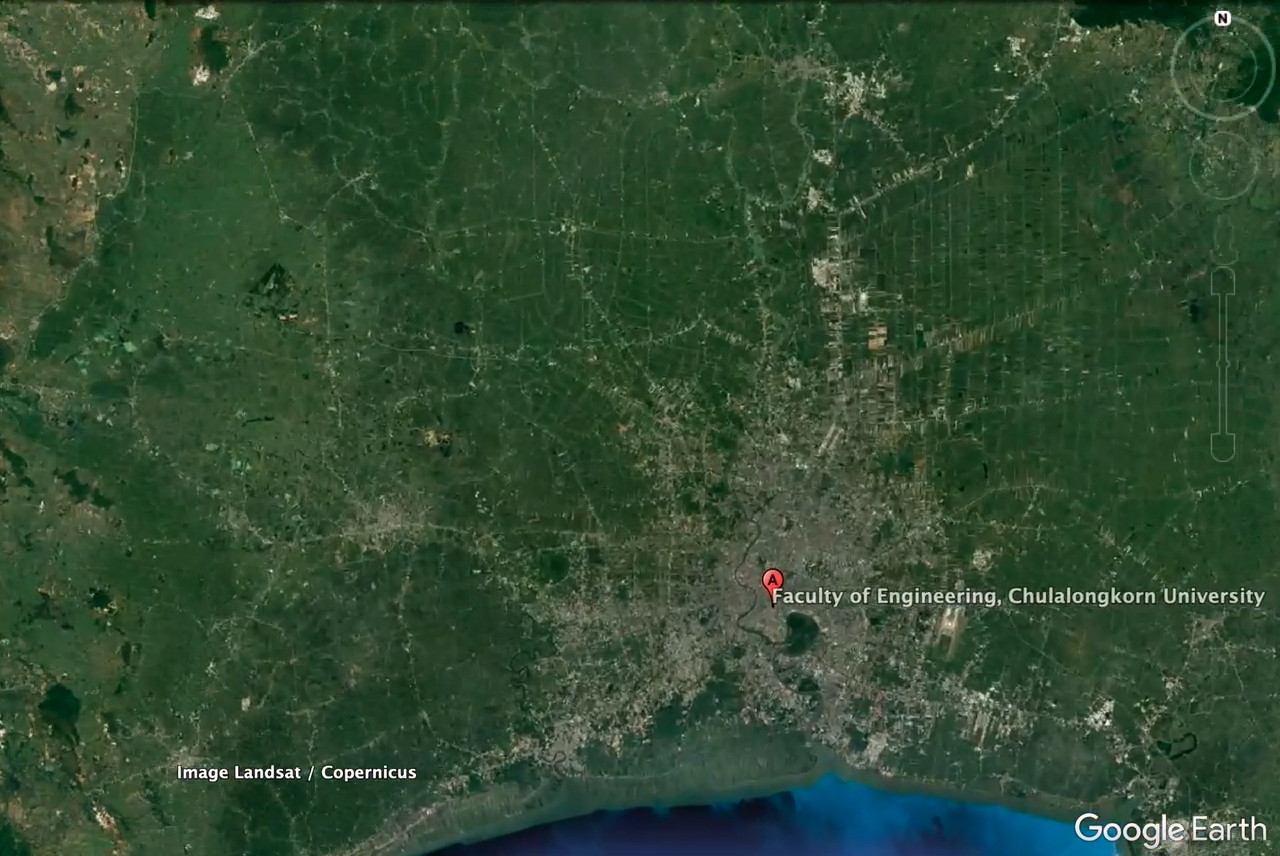 N
A
Faculty of Engineering, Chulalongkorn University
Image Landsat / Copernicus
Google Earth